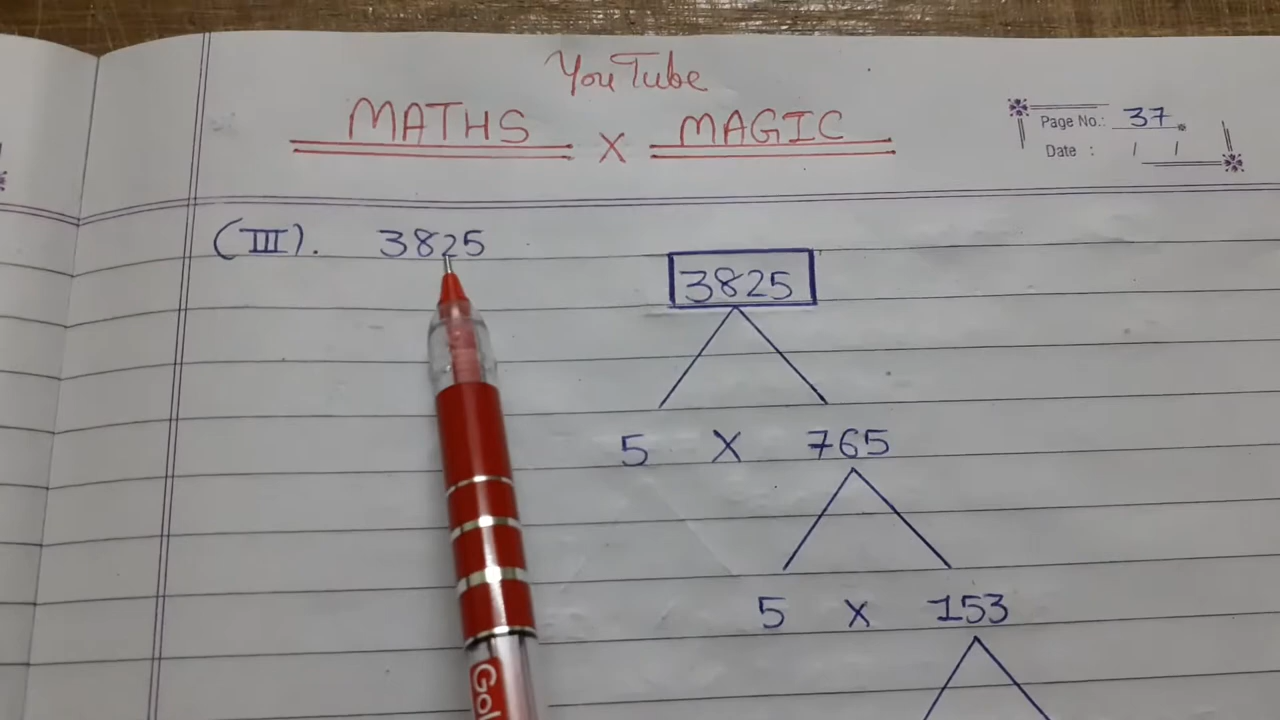 YouTube
MATHS X MAGIC
Page No.: 37.
Date : / /
(III). 3825
3825
5 X 765
5 X 153